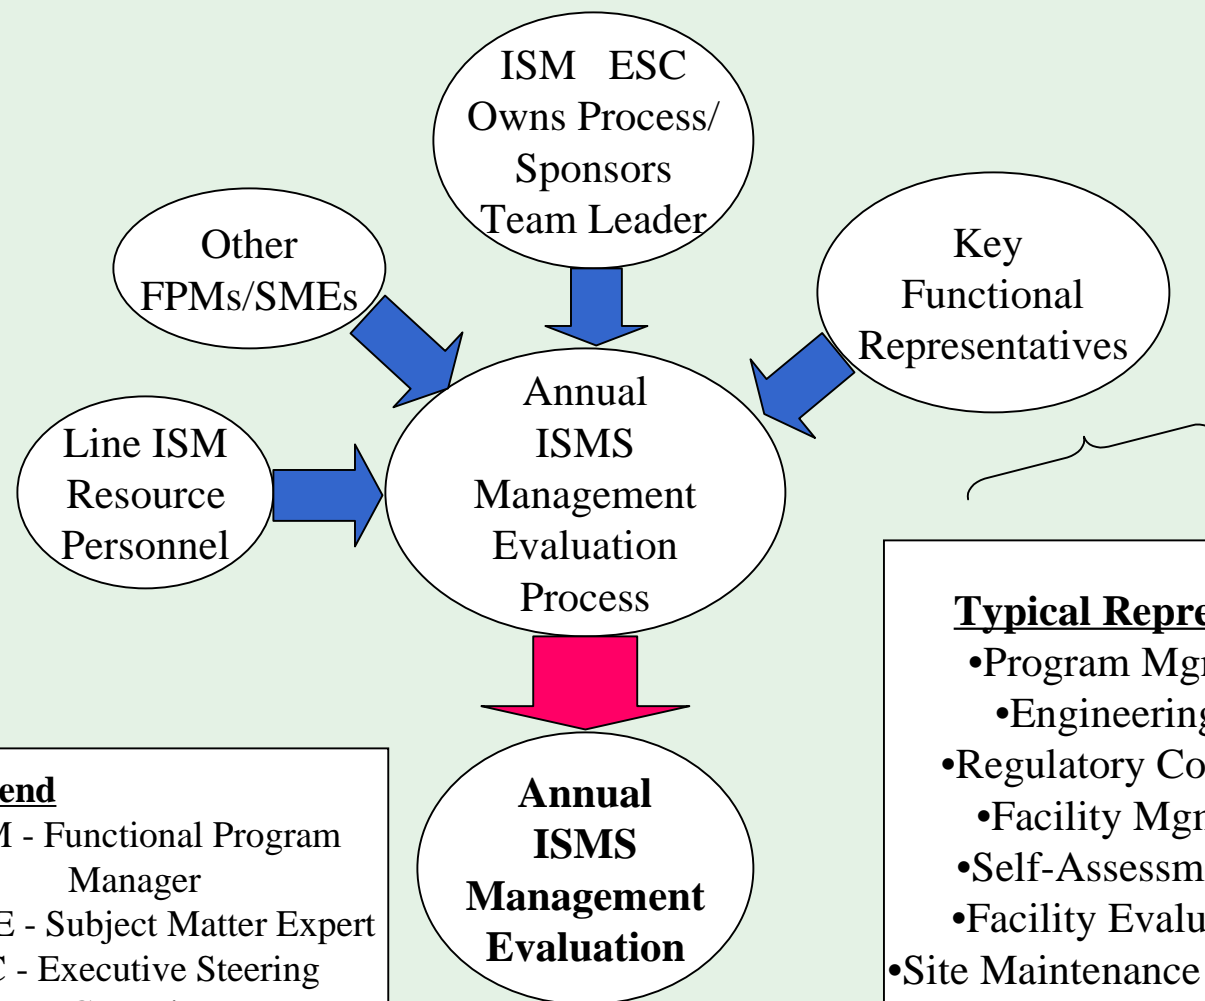 ISM ESC
Owns Process/
Sponsors
Team Leader
Other
FPMs/SMEs
Key
Functional
Representatives
Line ISM
Resource
Personnel
Annual
ISMS
Management
Evaluation
Process
Annual
ISMS
Management
Evaluation
end
M - Functional Program
Manager
E - Subject Matter Expert
C - Executive Steering
Typical Repre
•Program Mgr
•Engineering
•Regulatory Co
•Facility Mgm
•Self-Assessm
•Facility Evalu
•Site Maintenance